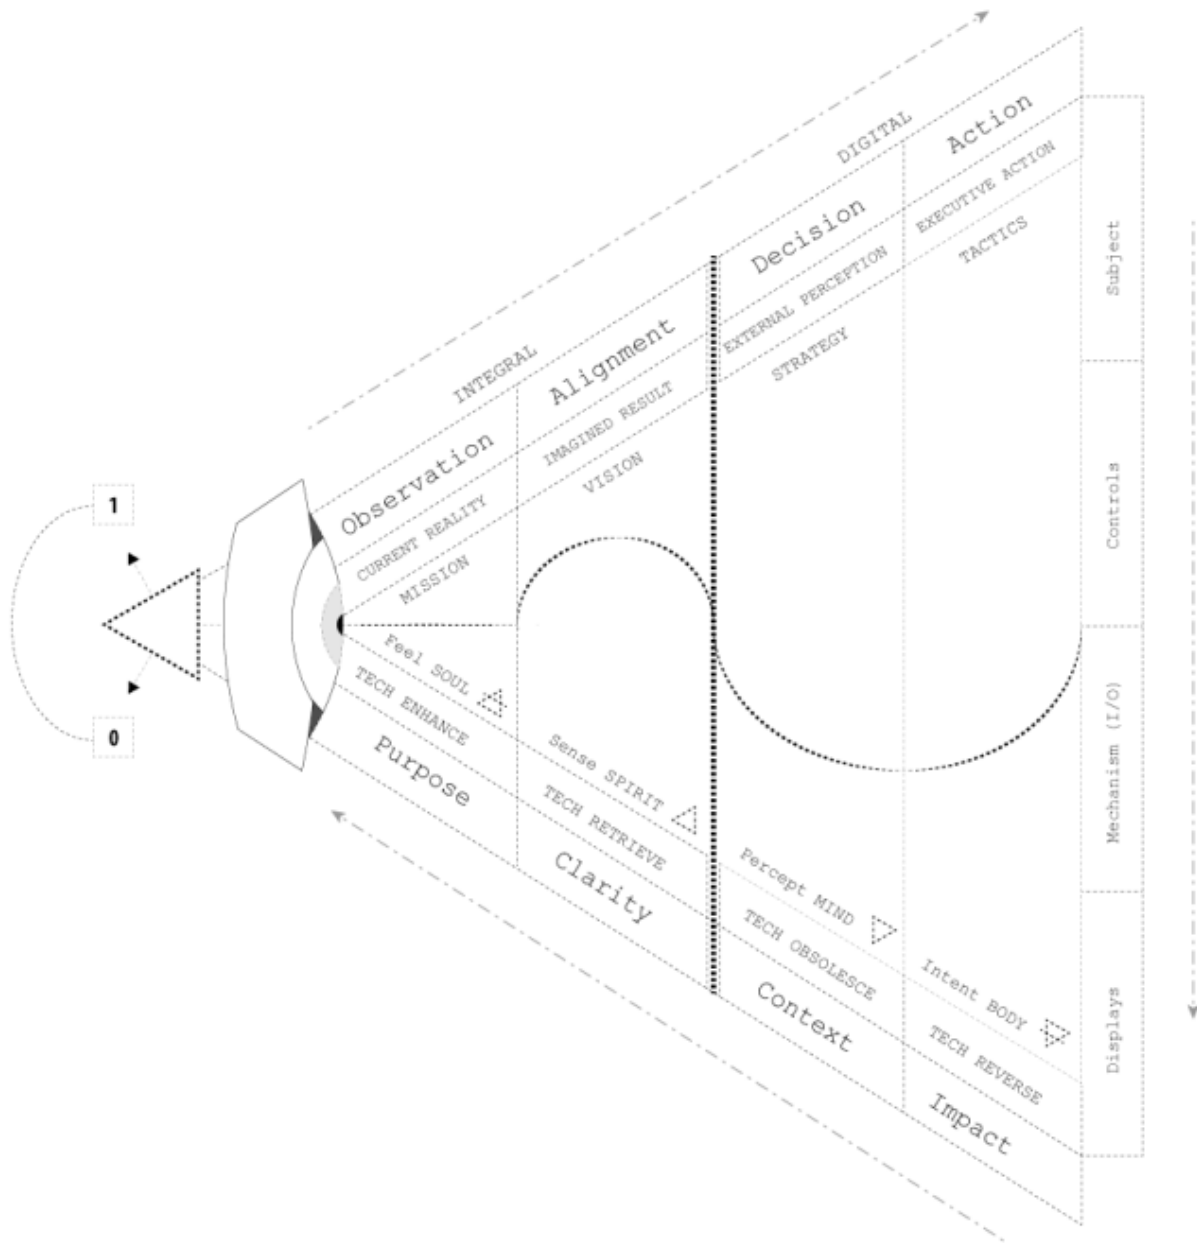 DIGITAL
Action
EXECUTIVE ACTION
TACTICS
Decision
EXTERNAL PERCEPTION
STRATEGY
INTEGRAL
Alignment
IMAGINED RESULT
VISION
Observation
CURRENT REALITY
MISSION
1
0
Feel SOUL
TECH ENHANCE
Purpose
Sense SPIRIT
TECH RETRIEVE
Clarity
Percept MIND
TECH OBSOLESCE
Context
Intent BODY
TECH REVERSE
Impact
Subject
Controls
Mechanism (I/O)
Displays